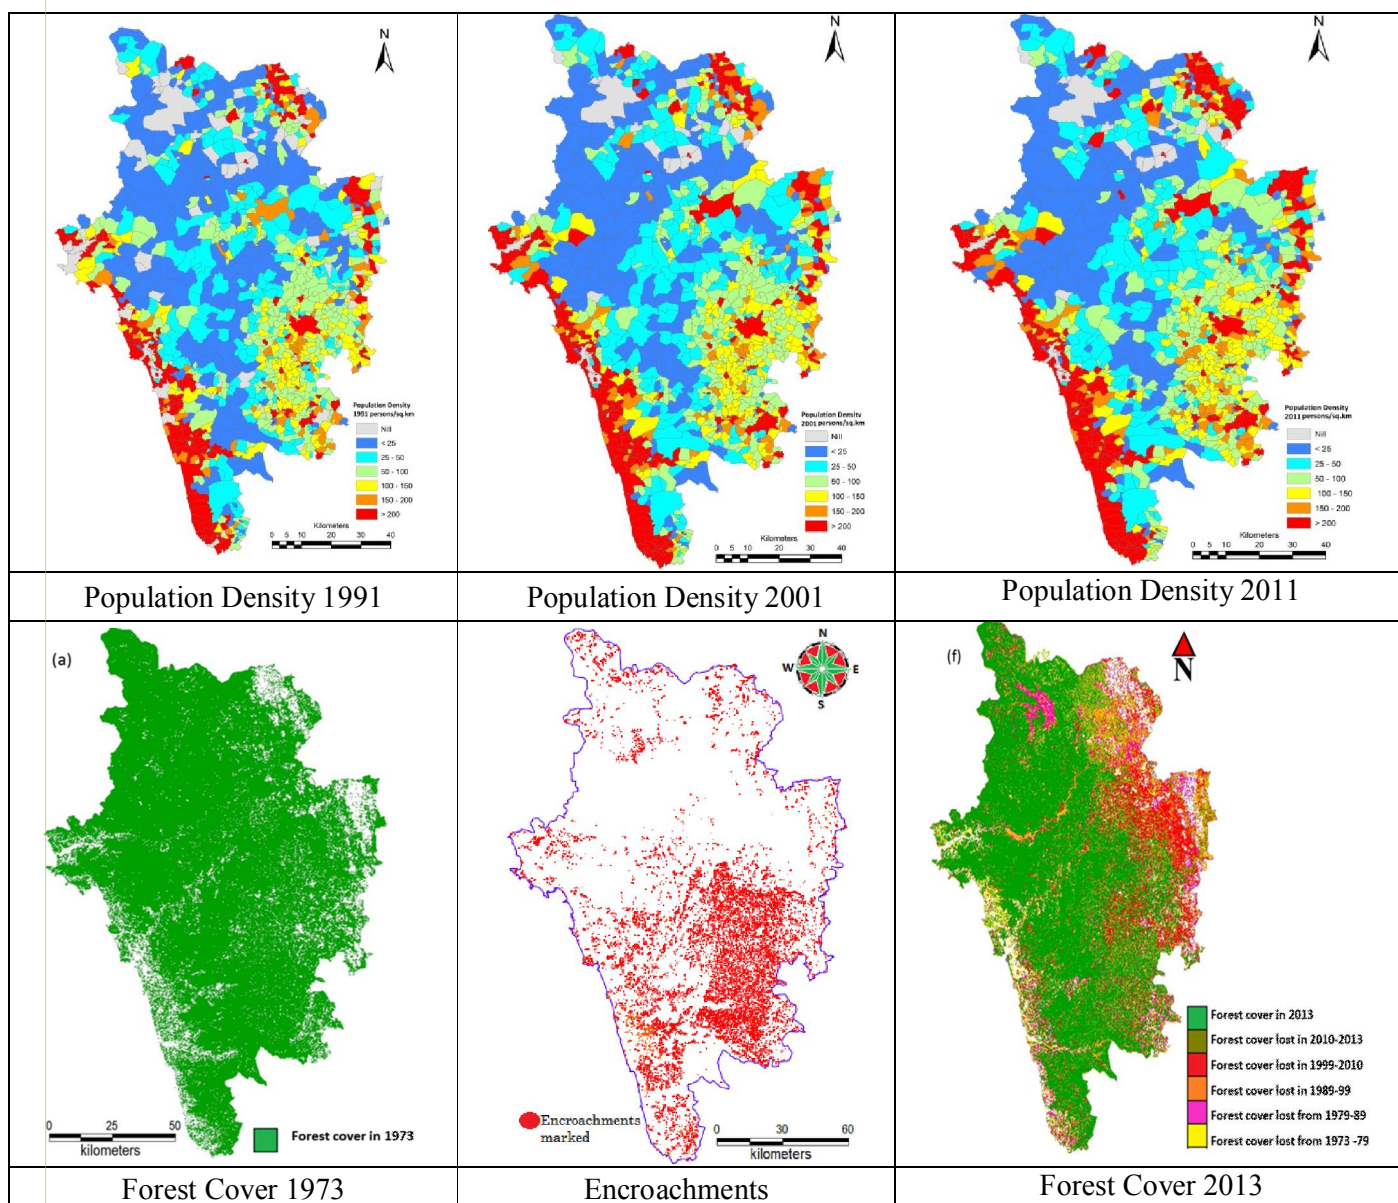 N
Population Density
1991 persons/sq.km
Nill
< 25
25 - 50
50 - 100
100 - 150
150 - 200
> 200
Kilometers
0 5 10 20 30 40
N
Population Density
2001 persons/sq.km
Nill
< 25
25 - 50
50 - 100
100 - 150
150 - 200
> 200
Kilometers
0 5 10 20 30 40
N
Population Density
2011 persons/sq.km
Nill
< 25
25 - 50
50 - 100
100 - 150
150 - 200
> 200
Kilometers
0 5 10 20 30 40
Population Density 1991
Population Density 2001
Population Density 2011
(a)
0 25 50
kilometers
Forest cover in 1973
N
W E
S
Encroachments
marked
0 30 60
kilometers
(f)
N
Forest cover in 2013
Forest cover lost in 2010-2013
Forest cover lost in 1999-2010
Forest cover lost in 1989-99
Forest cover lost from 1979-89
Forest cover lost from 1973 -79
Forest Cover 1973
Encroachments
Forest Cover 2013